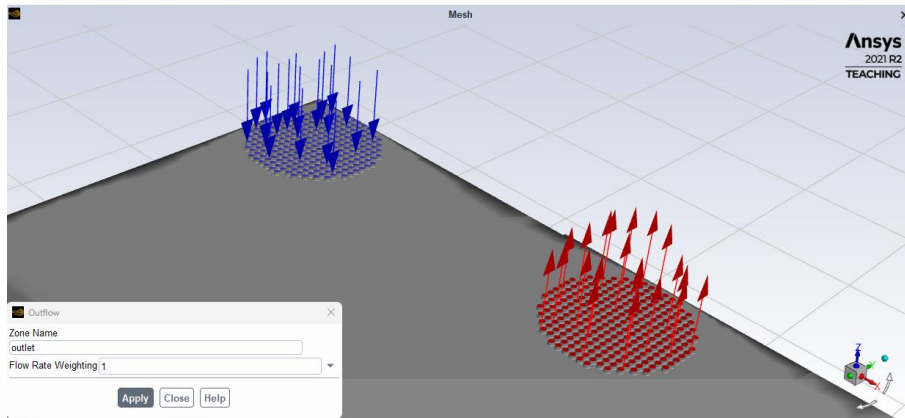 Mesh
Ansys
2021 R2
TEACHING
Outflow
Zone Name
outlet
Flow Rate Weighting 1
Apply Close Help
Z
Y
X